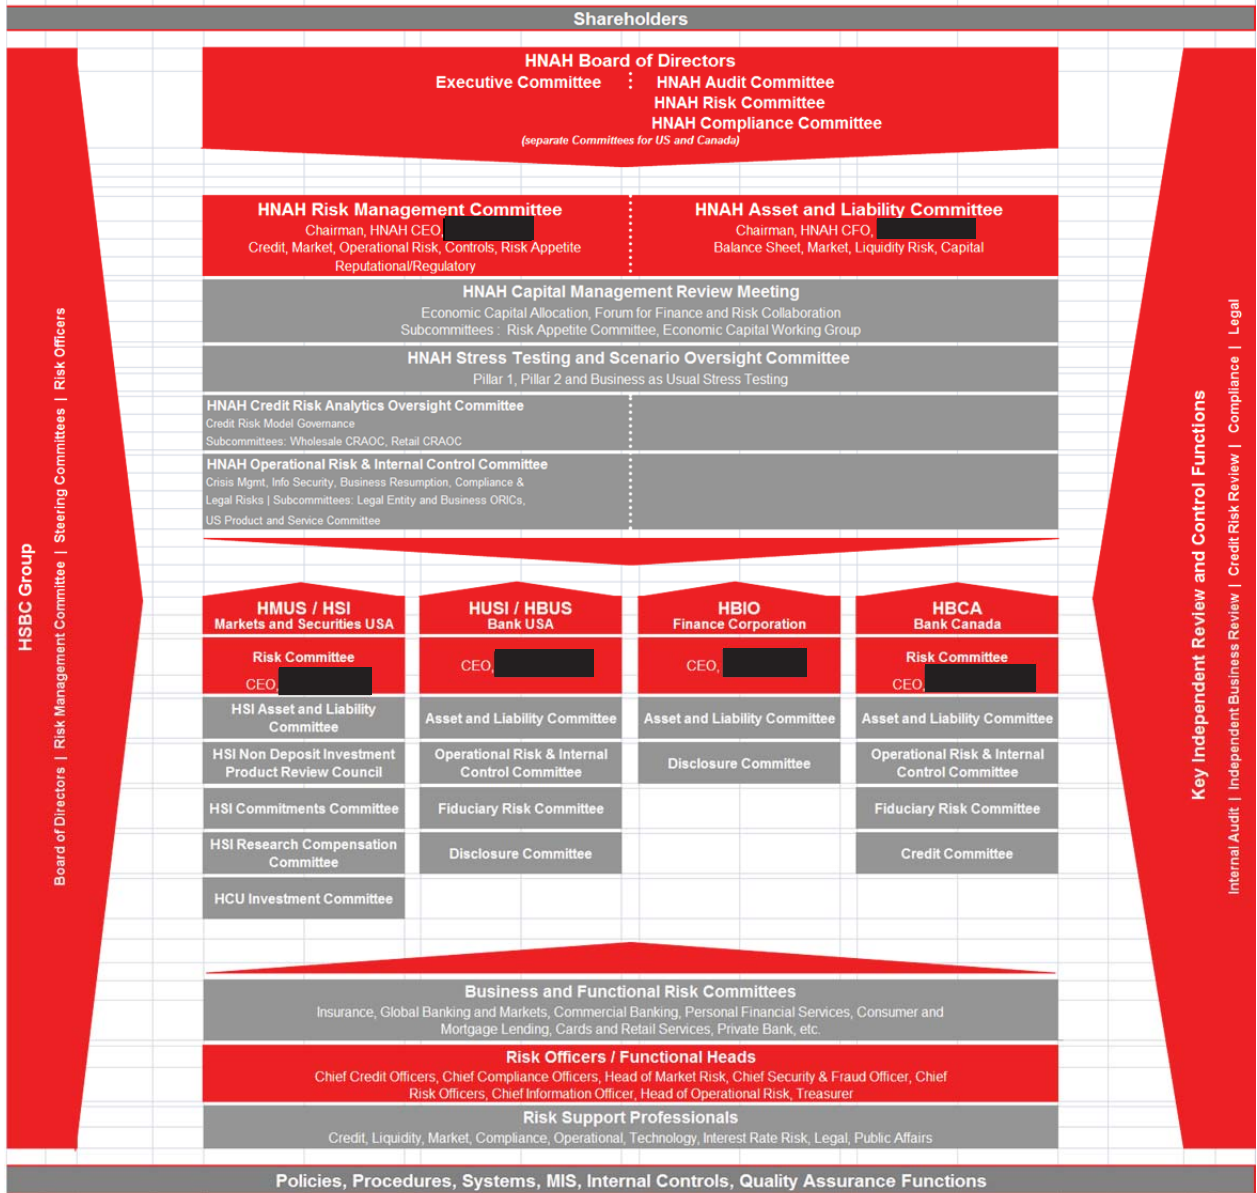 Shareholders
HNAH Board of Directors
Executive Committee
HNAH Audit Committee
HNAH Risk Committee
HNAH Compliance Committee
(separate Committees for US and Canada)
HNAH Risk Management Committee
Chairman, HNAH CEO,
Credit, Market, Operational Risk, Controls, Risk Appetite
Reputational/Regulatory
HNAH Asset and Liability Committee
Chairman, HNAH CFO,
Balance Sheet, Market, Liquidity Risk, Capital
HNAH Capital Management Review Meeting
Economic Capital Allocation, Forum for Finance and Risk Collaboration
Subcommittees : Risk Appetite Committee, Economic Capital Working Group
HNAH Stress Testing and Scenario Oversight Committee
Pillar 1, Pillar 2 and Business as Usual Stress Testing
HNAH Credit Risk Analytics Oversight Committee
Credit Risk Model Governance
Subcommittees: Wholesale CRAOC, Retail CRAOC
HNAH Operational Risk & Internal Control Committee
Crisis Mgmt, Info Security, Business Resumption, Compliance &
Legal Risks | Subcommittees: Legal Entity and Business ORICs,
US Product and Service Committee
HSBC Group
Board of Directors | Risk Management Committee | Steering Committees | Risk Officers
Key Independent Review and Control Functions
Internal Audit | Independent Business Review | Credit Risk Review | Compliance | Legal
HMUS / HSI
Markets and Securities USA
Risk Committee
CEO,
HSI Asset and Liability
Committee
HSI Non Deposit Investment
Product Review Council
HSI Commitments Committee
HSI Research Compensation
Committee
HCU Investment Committee
HUSI / HBUS
Bank USA
CEO,
Asset and Liability Committee
Operational Risk & Internal
Control Committee
Fiduciary Risk Committee
Disclosure Committee
HBIO
Finance Corporation
CEO,
Asset and Liability Committee
Disclosure Committee
HBCA
Bank Canada
Risk Committee
CEO,
Asset and Liability Committee
Operational Risk & Internal
Control Committee
Fiduciary Risk Committee
Credit Committee
Business and Functional Risk Committees
Insurance, Global Banking and Markets, Commercial Banking, Personal Financial Services, Consumer and
Mortgage Lending, Cards and Retail Services, Private Bank, etc.
Risk Officers / Functional Heads
Chief Credit Officers, Chief Compliance Officers, Head of Market Risk, Chief Security & Fraud Officer, Chief
Risk Officers, Chief Information Officer, Head of Operational Risk, Treasurer
Risk Support Professionals
Credit, Liquidity, Market, Compliance, Operational, Technology, Interest Rate Risk, Legal, Public Affairs
Policies, Procedures, Systems, MIS, Internal Controls, Quality Assurance Functions